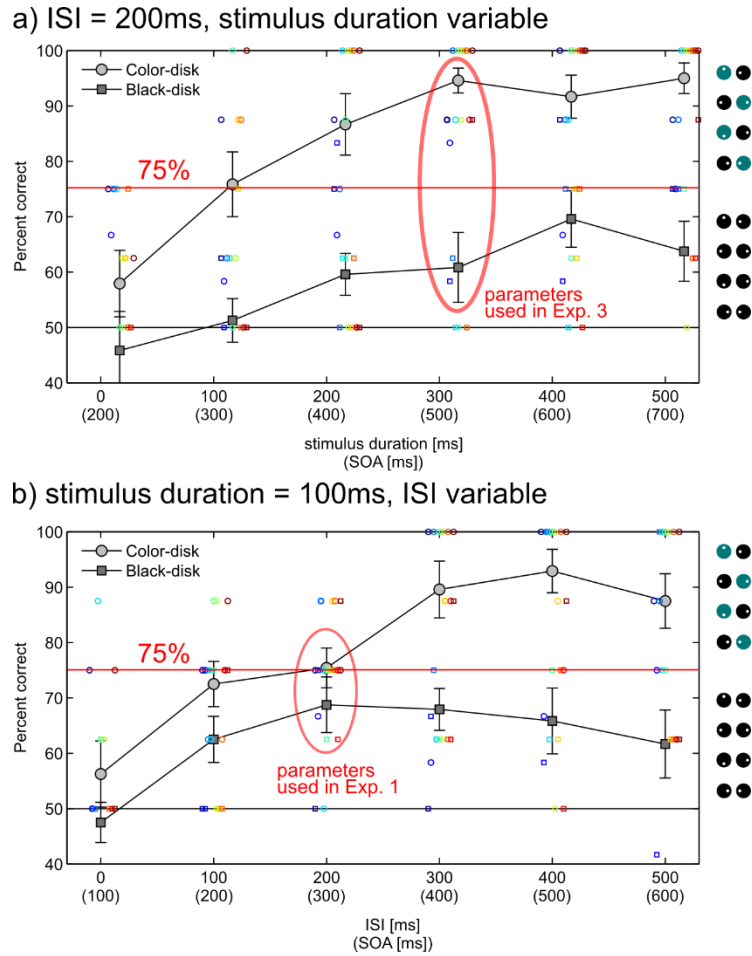 a) ISI = 200ms, stimulus duration variable
100
90
80
70
60
50
40
Percent correct
Color-disk
Black-disk
75%
parameters
used in Exp. 3
0 100 200 300 400 500
(200) (300) (400) (500) (600) (700)
stimulus duration [ms]
(SOA [ms])
b) stimulus duration = 100ms, ISI variable
100
90
80
70
60
50
40
Percent correct
Color-disk
Black-disk
75%
parameters
used in Exp. 1
0 100 200 300 400 500
(100) (200) (300) (400) (500) (600)
ISI [ms]
(SOA [ms])